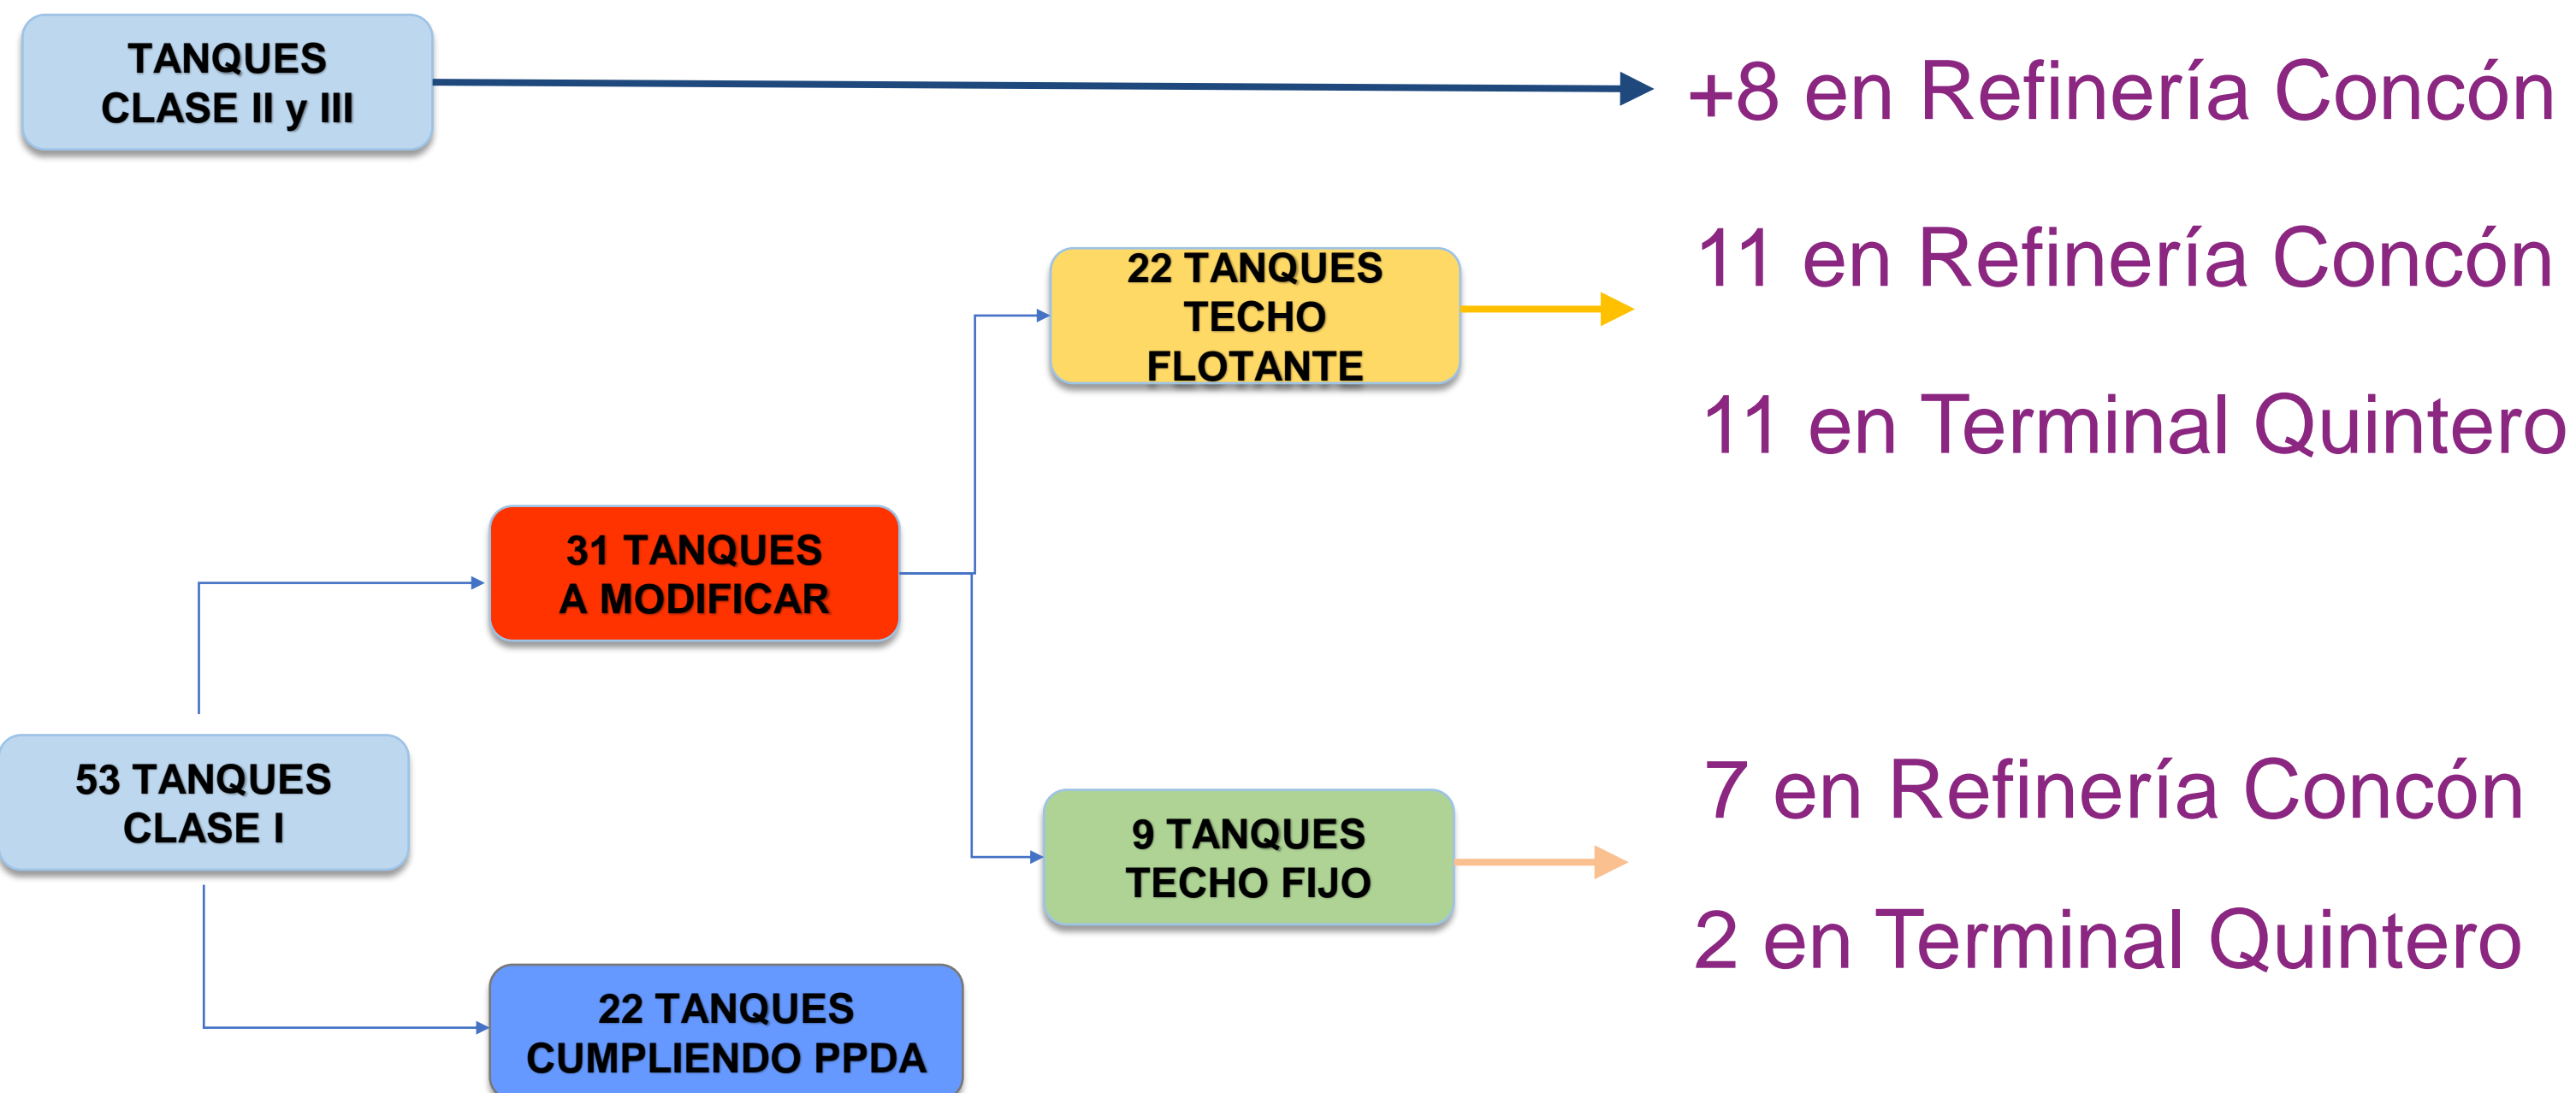 TANQUES
CLASE II y III
+8 en Refinería Concón
22 TANQUES
TECHO
FLOTANTE
11 en Refinería Concón
11 en Terminal Quintero
31 TANQUES
A MODIFICAR
53 TANQUES
CLASE I
9 TANQUES
TECHO FIJO
7 en Refinería Concón
2 en Terminal Quintero
22 TANQUES
CUMPLIENDO PPDA